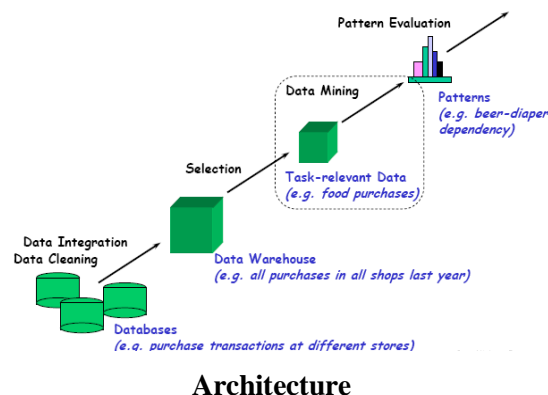 Pattern Evaluation
Data Mining
Patterns
(e.g. beer-diaper
dependency)
Selection
Task-relevant Data
(e.g. food purchases)
Data Integration
Data Cleaning
Data Warehouse
(e.g. all purchases in all shops last year)
Databases
(e.g. purchase transactions at different stores)
Architecture